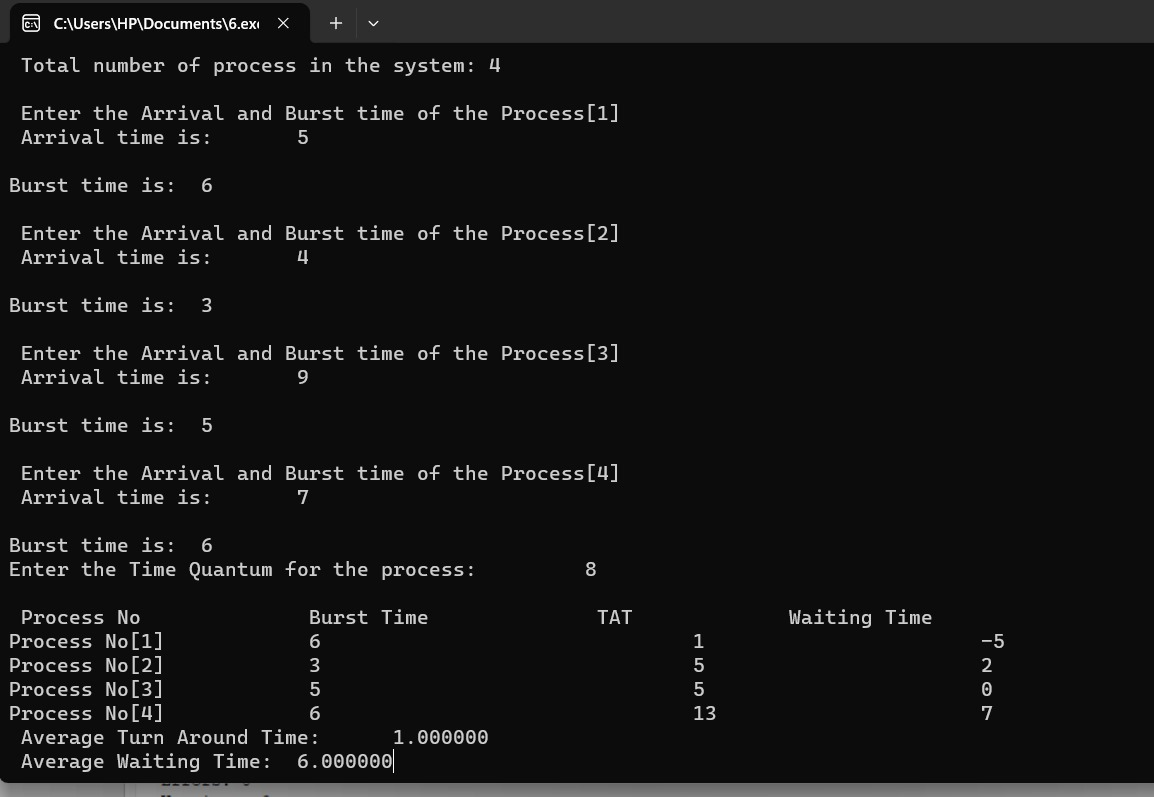 C:\Users\HP\Documents\6.exe
Total number of process in the system: 4
Enter the Arrival and Burst time of the Process[1]
Arrival time is: 5
Burst time is: 6
Enter the Arrival and Burst time of the Process[2]
Arrival time is: 4
Burst time is: 3
Enter the Arrival and Burst time of the Process[3]
Arrival time is: 9
Burst time is: 5
Enter the Arrival and Burst time of the Process[4]
Arrival time is: 7
Burst time is: 6
Enter the Time Quantum for the process: 8
Process No Burst Time TAT Waiting Time
Process No[1] 6 1 -5
Process No[2] 3 5 2
Process No[3] 5 5 0
Process No[4] 6 13 7
Average Turn Around Time: 1.000000
Average Waiting Time: 6.000000